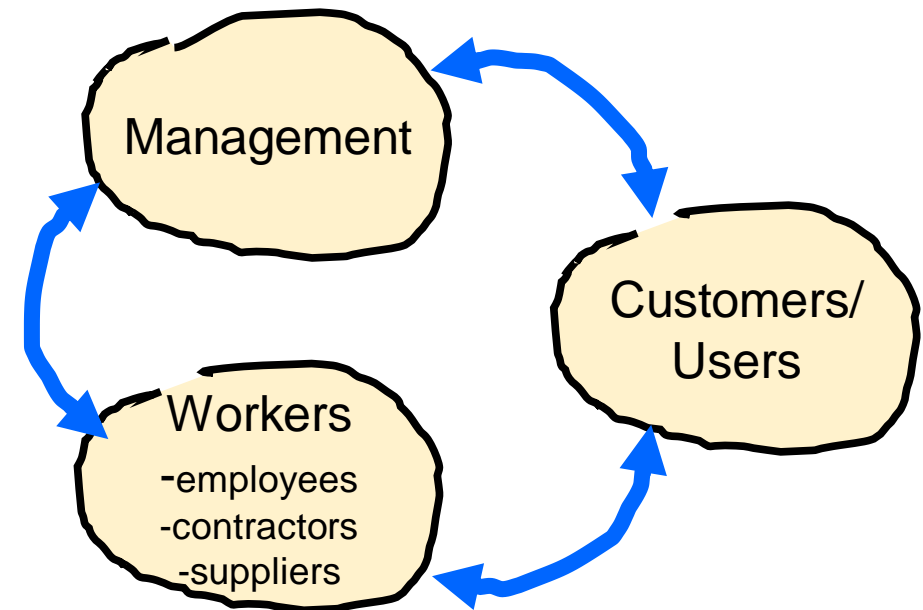 Management
Customers/
Users
Workers
-employees
-contractors
-suppliers